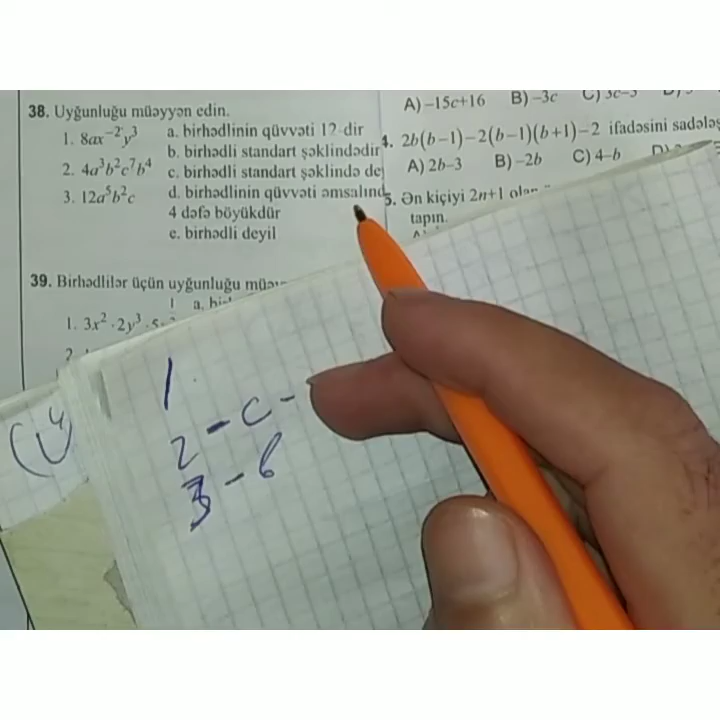 38. Uyğunluğu müəyyən edin.
1. 8ax⁻²y³
a. birhədlinin qüvvəti 12-dir
b. birhədli standart şəklindədir
2. 4a³b²c⁷b⁴
c. birhədli standart şəklində de
3. 12a⁵b²c
d. birhədlinin qüvvəti əmsalınd
4 dəfə böyükdür
e. birhədli deyil
39. Birhədlilər üçün uyğunluğu
1. 3x² · 2y³ · 5
2.
A) −15c+16 B) −3c C) 3c−3
4. 2b(b−1)−2(b−1)(b+1)−2 ifadəsini sadələş
A) 2b−3 B) −2b C) 4−b
5. Ən kiçiyi 2n+1
tapın.
1
2 - c -
3 - b